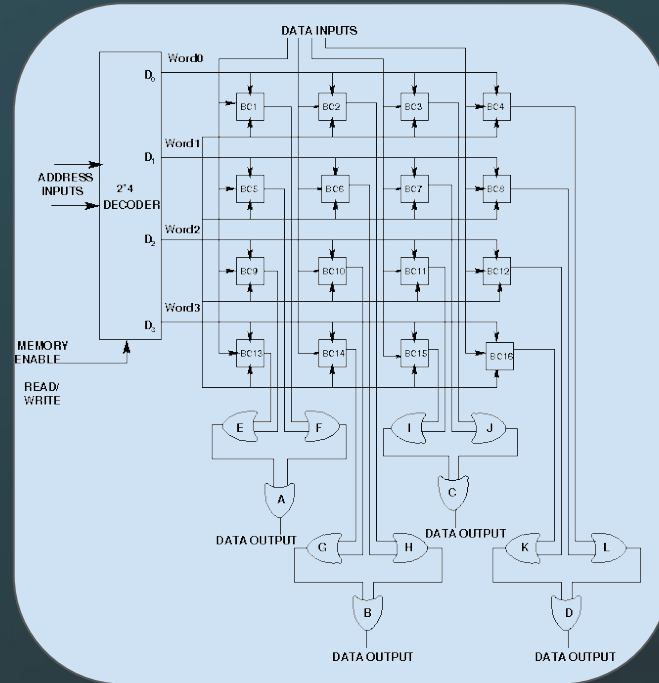 DATA INPUTS
Word0
D0
BC1 BC2 BC3 BC4
Word1
D1
ADDRESS
INPUTS
2*4
DECODER
BC5 BC6 BC7 BC8
Word2
D2
BC9 BC10 BC11 BC12
Word3
D3
MEMORY
ENABLE
BC13 BC14 BC15 BC16
READ/
WRITE
E F I J
A C
DATA OUTPUT DATA OUTPUT
G H K L
B D
DATA OUTPUT DATA OUTPUT